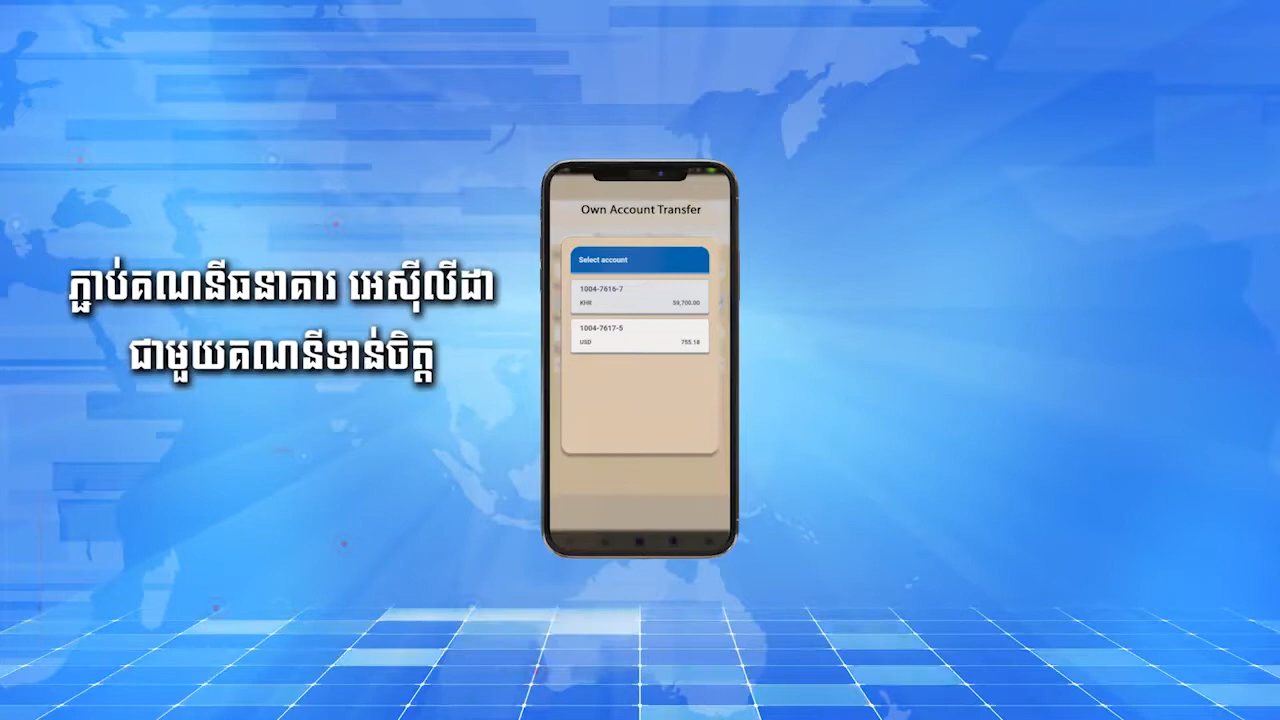 ភ្ជាប់គណនីធនាគារ អេស៊ីលីដា
ជាមួយគណនីទាន់ចិត្ត
Own Account Transfer
Select account
1004-7616-7
KHR 59,700.00
1004-7617-5
USD 755.18